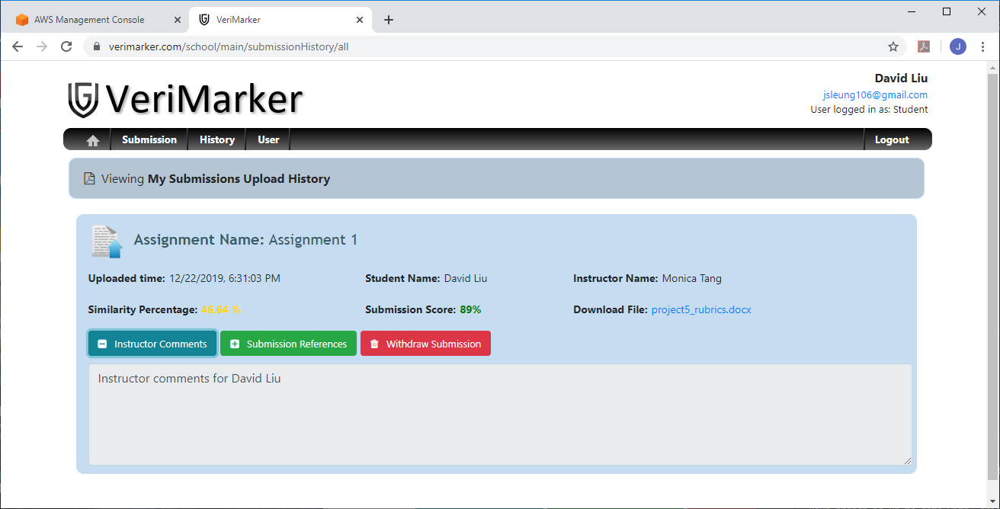 AWS Management Console
VeriMarker
verimarker.com/school/main/submissionHistory/all
J
VeriMarker
David Liu
jsleung106@gmail.com
User logged in as: Student
Submission History User Logout
Viewing My Submissions Upload History
Assignment Name: Assignment 1
Uploaded time: 12/22/2019, 6:31:03 PM Student Name: David Liu Instructor Name: Monica Tang
Similarity Percentage: 46.64 % Submission Score: 89% Download File: project5_rubrics.docx
Instructor Comments Submission References Withdraw Submission
Instructor comments for David Liu